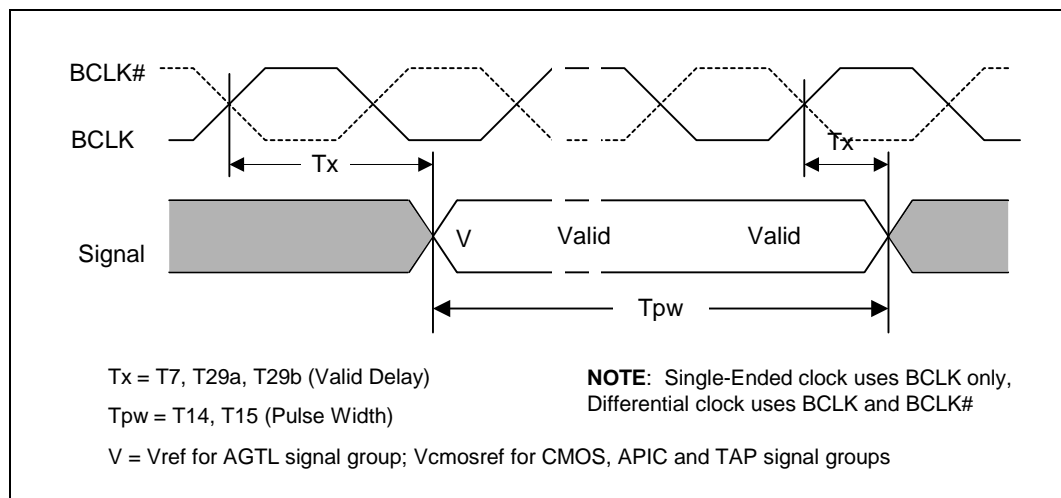 BCLK#
BCLK
Tx
Tx
Signal
V
Valid
Valid
Tpw
Tx = T7, T29a, T29b (Valid Delay)
Tpw = T14, T15 (Pulse Width)
V = Vref for AGTL signal group; Vcmosref for CMOS, APIC and TAP signal groups
NOTE: Single-Ended clock uses BCLK only,
Differential clock uses BCLK and BCLK#